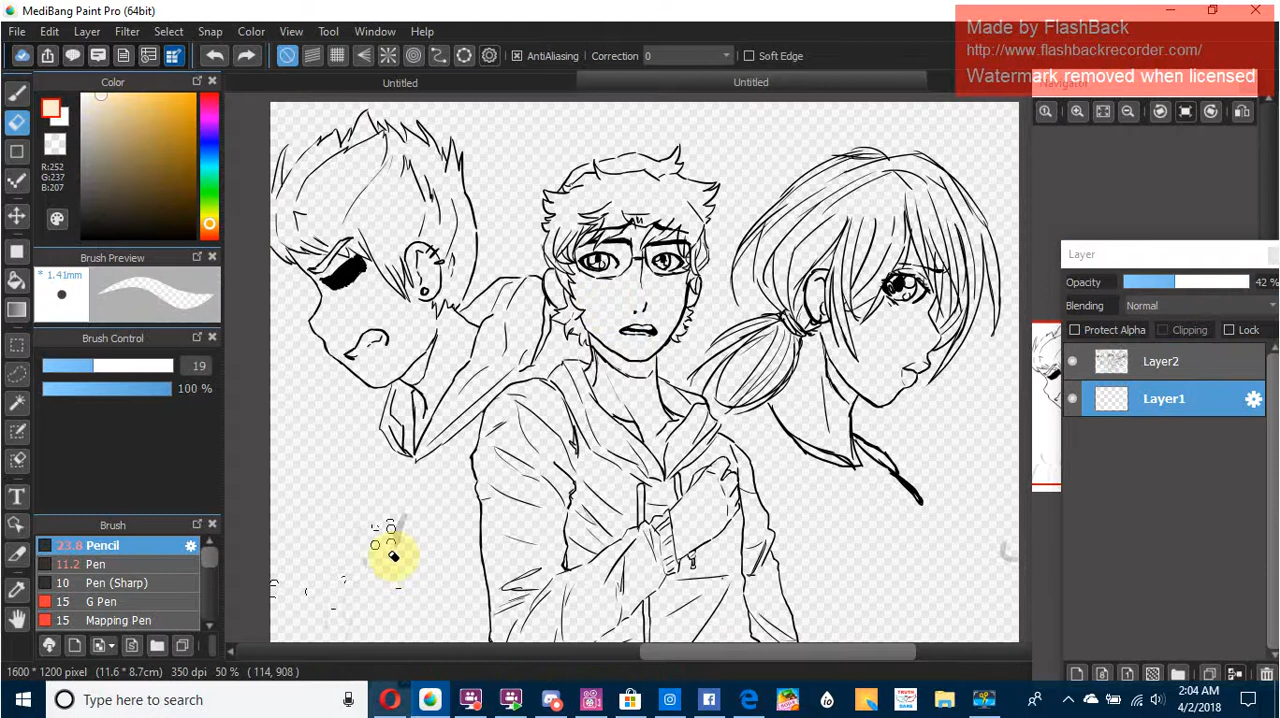 MediBang Paint Pro (64bit)
Made by FlashBack
http://www.flashbackrecorder.com/
Watermark removed when licensed
File Edit Layer Filter Select Snap Color View Tool Window Help
AntiAliasing Correction 0 Soft Edge
Color
Untitled Untitled
Navigator
R:252
G:237
B:207
Brush Preview
* 1.41mm
Brush Control
19
100 %
Layer
Opacity 42 %
Blending Normal
Protect Alpha Clipping Lock
Layer2
Layer1
Brush
23.8 Pencil
11.2 Pen
10 Pen (Sharp)
15 G Pen
15 Mapping Pen
1600 * 1200 pixel (11.6 * 8.7cm) 350 dpi 50 % ( 114, 908 )
Type here to search
TRUTH
io
2:04 AM
4/2/2018